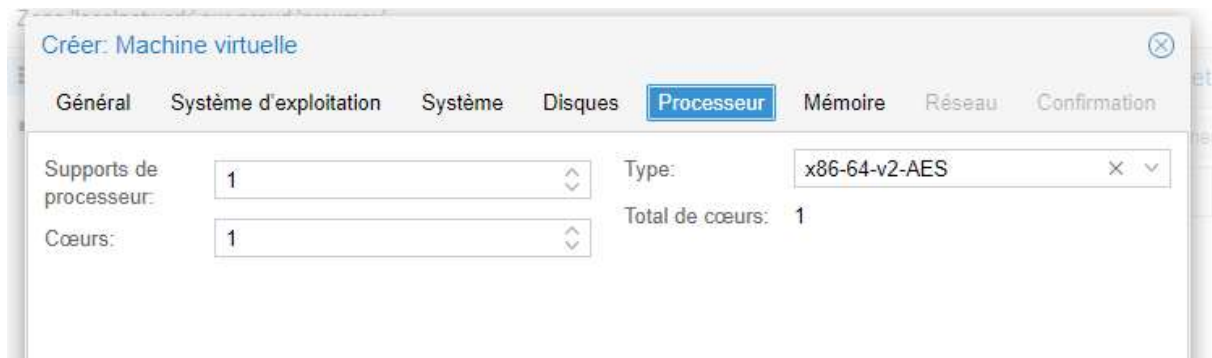 Créer: Machine virtuelle
Général Système d'exploitation Système Disques Processeur Mémoire Réseau Confirmation
Supports de processeur: 1 Type: x86-64-v2-AES
Cœurs: 1 Total de cœurs: 1